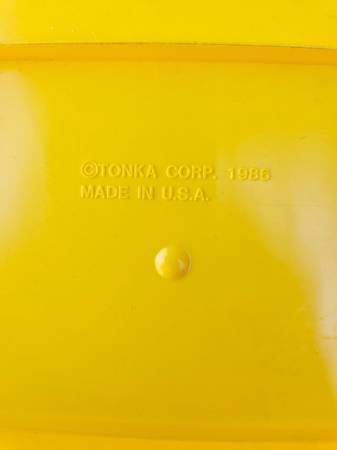 ©TONKA CORP. 1986
MADE IN U.S.A.